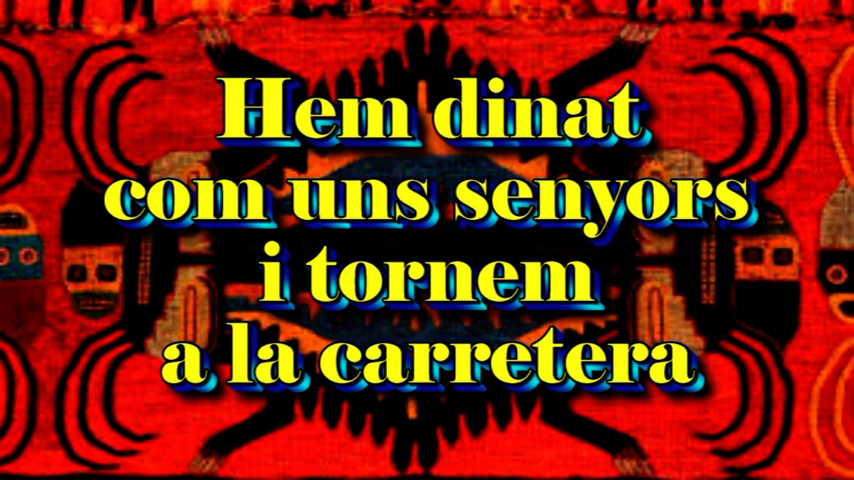 Hem dinat
com uns senyors
i tornem
a la carretera